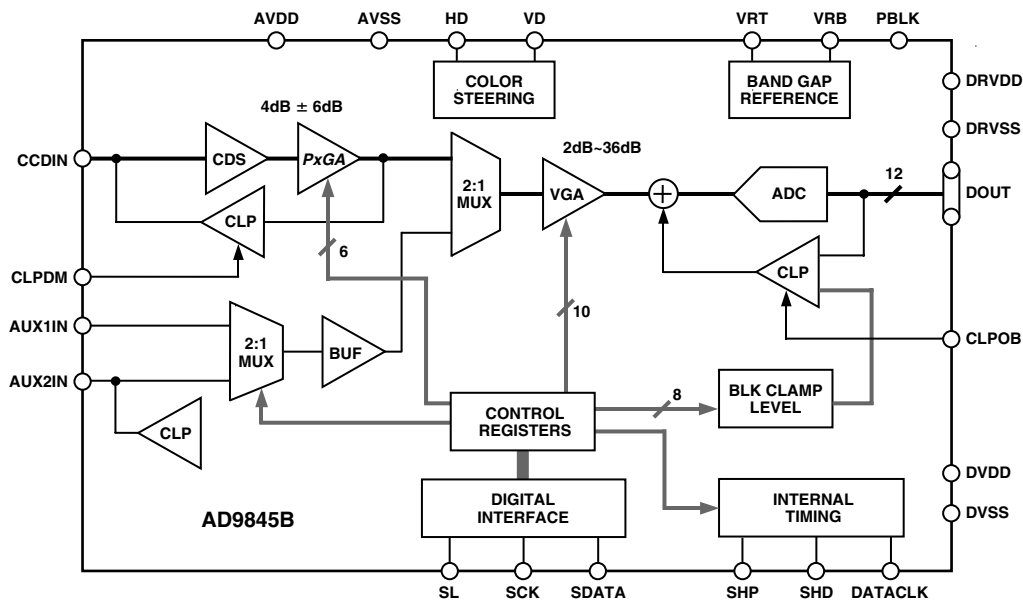 AVDD AVSS HD VD VRT VRB PBLK
COLOR
STEERING
BAND GAP
REFERENCE
DRVDD
4dB ± 6dB
DRVSS
CCDIN
CDS
PxGA
2:1
MUX
2dB~36dB
VGA
ADC
12
DOUT
CLP
6
CLP
CLPDM
10
AUX1IN
2:1
MUX
BUF
CLPOB
AUX2IN
CLP
8
BLK CLAMP
LEVEL
CONTROL
REGISTERS
DVDD
DIGITAL
INTERFACE
INTERNAL
TIMING
DVSS
AD9845B
SL SCK SDATA SHP SHD DATACLK